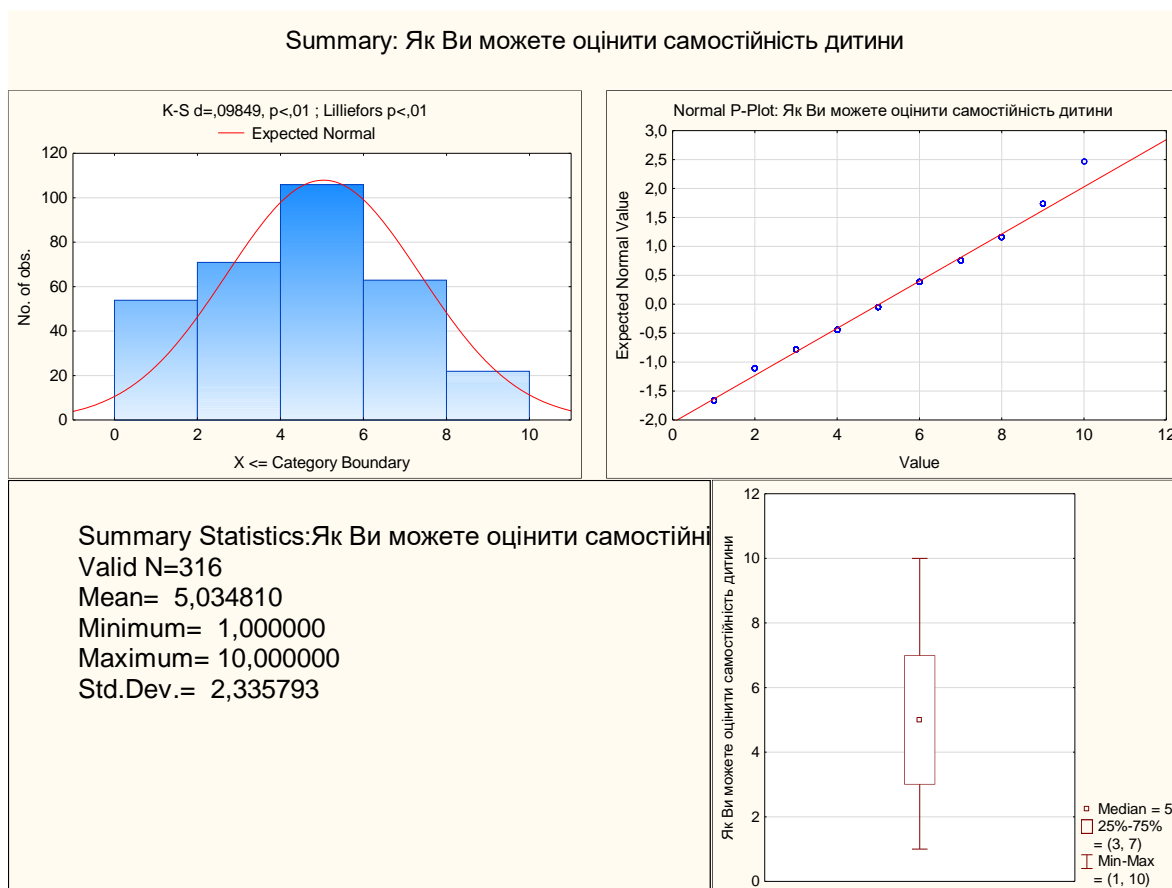 Summary: Як Ви можете оцінити самостійність дитини
K-S d=,09849, p<,01 ; Lilliefors p<,01
Expected Normal
120
100
80
60
40
20
0
No. of obs.
0 2 4 6 8 10
X <= Category Boundary
Normal P-Plot: Як Ви можете оцінити самостійність дитини
3,0
2,5
2,0
1,5
1,0
0,5
0,0
-0,5
-1,0
-1,5
-2,0
Expected Normal Value
0 2 4 6 8 10 12
Value
Summary Statistics:Як Ви можете оцінити самостійні
Valid N=316
Mean= 5,034810
Minimum= 1,000000
Maximum= 10,000000
Std.Dev.= 2,335793
12
10
8
6
4
2
0
Як Ви можете оцінити самостійність дитини
Median = 5
25%-75%
= (3, 7)
Min-Max
= (1, 10)